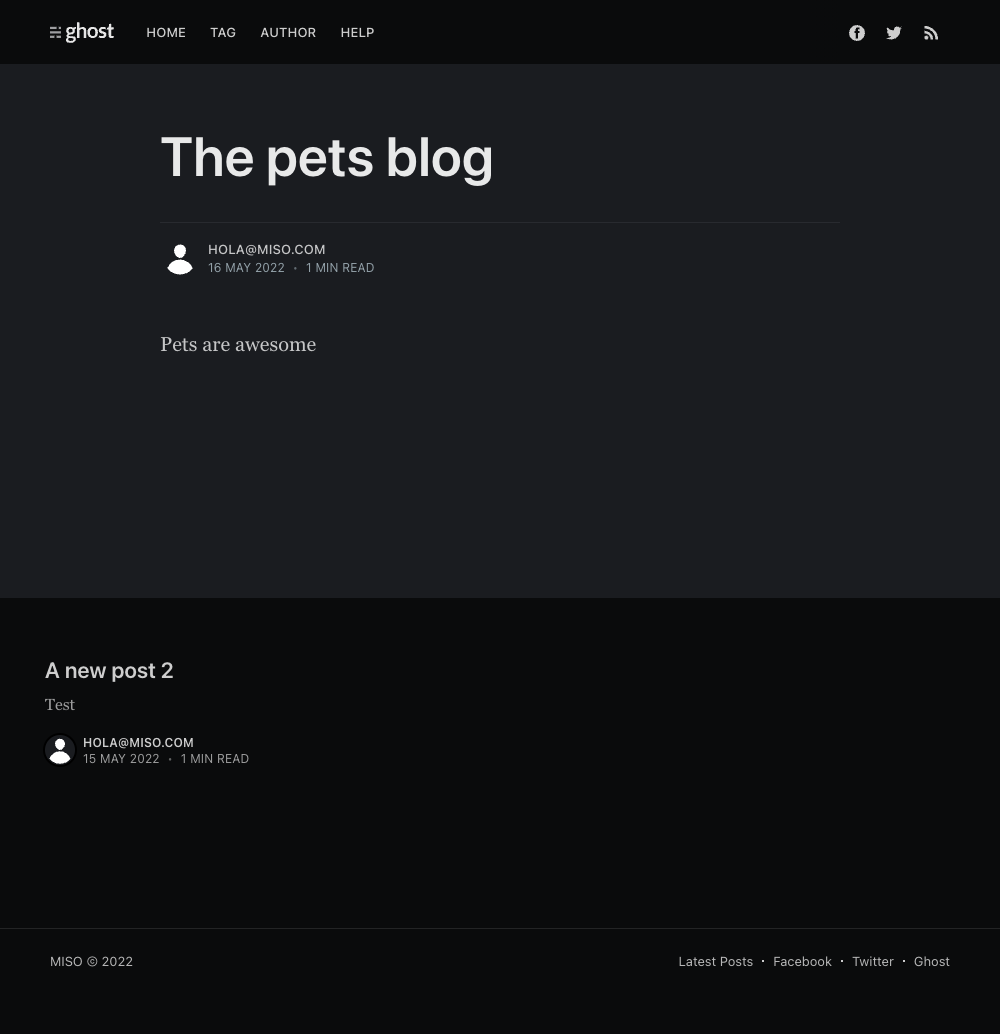 ghost HOME TAG AUTHOR HELP
The pets blog
HOLA@MISO.COM
16 MAY 2022 • 1 MIN READ
Pets are awesome
A new post 2
Test
HOLA@MISO.COM
15 MAY 2022 • 1 MIN READ
MISO © 2022 Latest Posts • Facebook • Twitter • Ghost